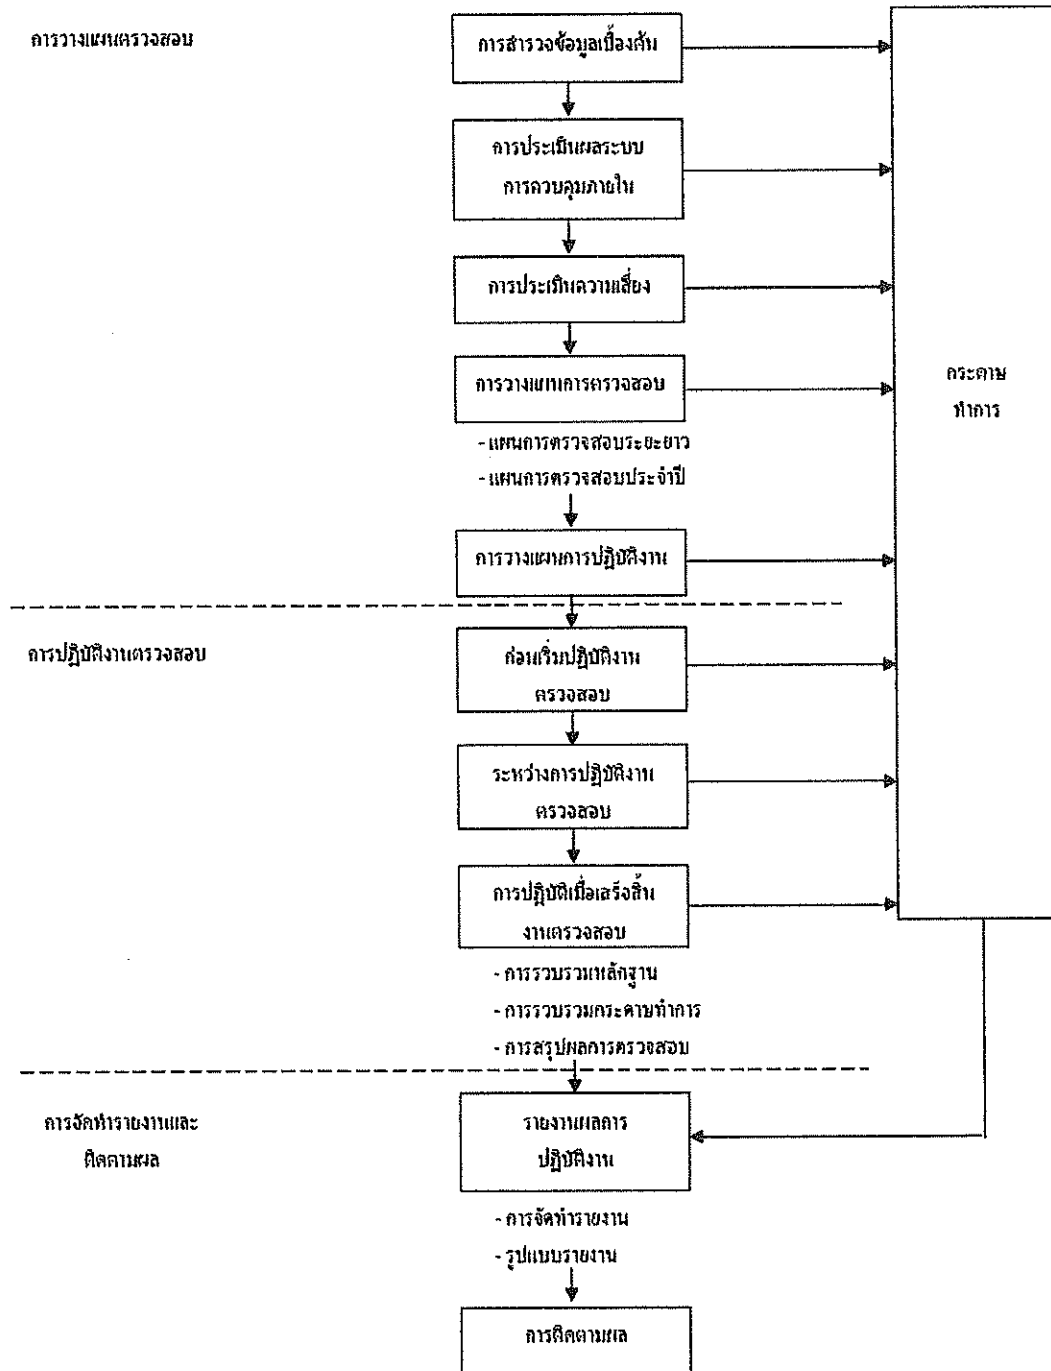 การวางแผนตรวจสอบ
การสำรวจข้อมูลเบื้องต้น
การประเมินผลระบบ
การควบคุมภายใน
การประเมินความเสี่ยง
การวางแผนการตรวจสอบ
- แผนการตรวจสอบระยะยาว
- แผนการตรวจสอบประจำปี
การวางแผนการปฏิบัติงาน
กระดาษ
ทำการ
การปฏิบัติงานตรวจสอบ
ก่อนเริ่มปฏิบัติงาน
ตรวจสอบ
ระหว่างการปฏิบัติงาน
ตรวจสอบ
การปฏิบัติเมื่อเสร็จสิ้น
งานตรวจสอบ
- การรวบรวมหลักฐาน
- การรวบรวมกระดาษทำการ
- การสรุปผลการตรวจสอบ
การจัดทำรายงานและ
ติดตามผล
รายงานผลการ
ปฏิบัติงาน
- การจัดทำรายงาน
- รูปแบบรายงาน
การติดตามผล